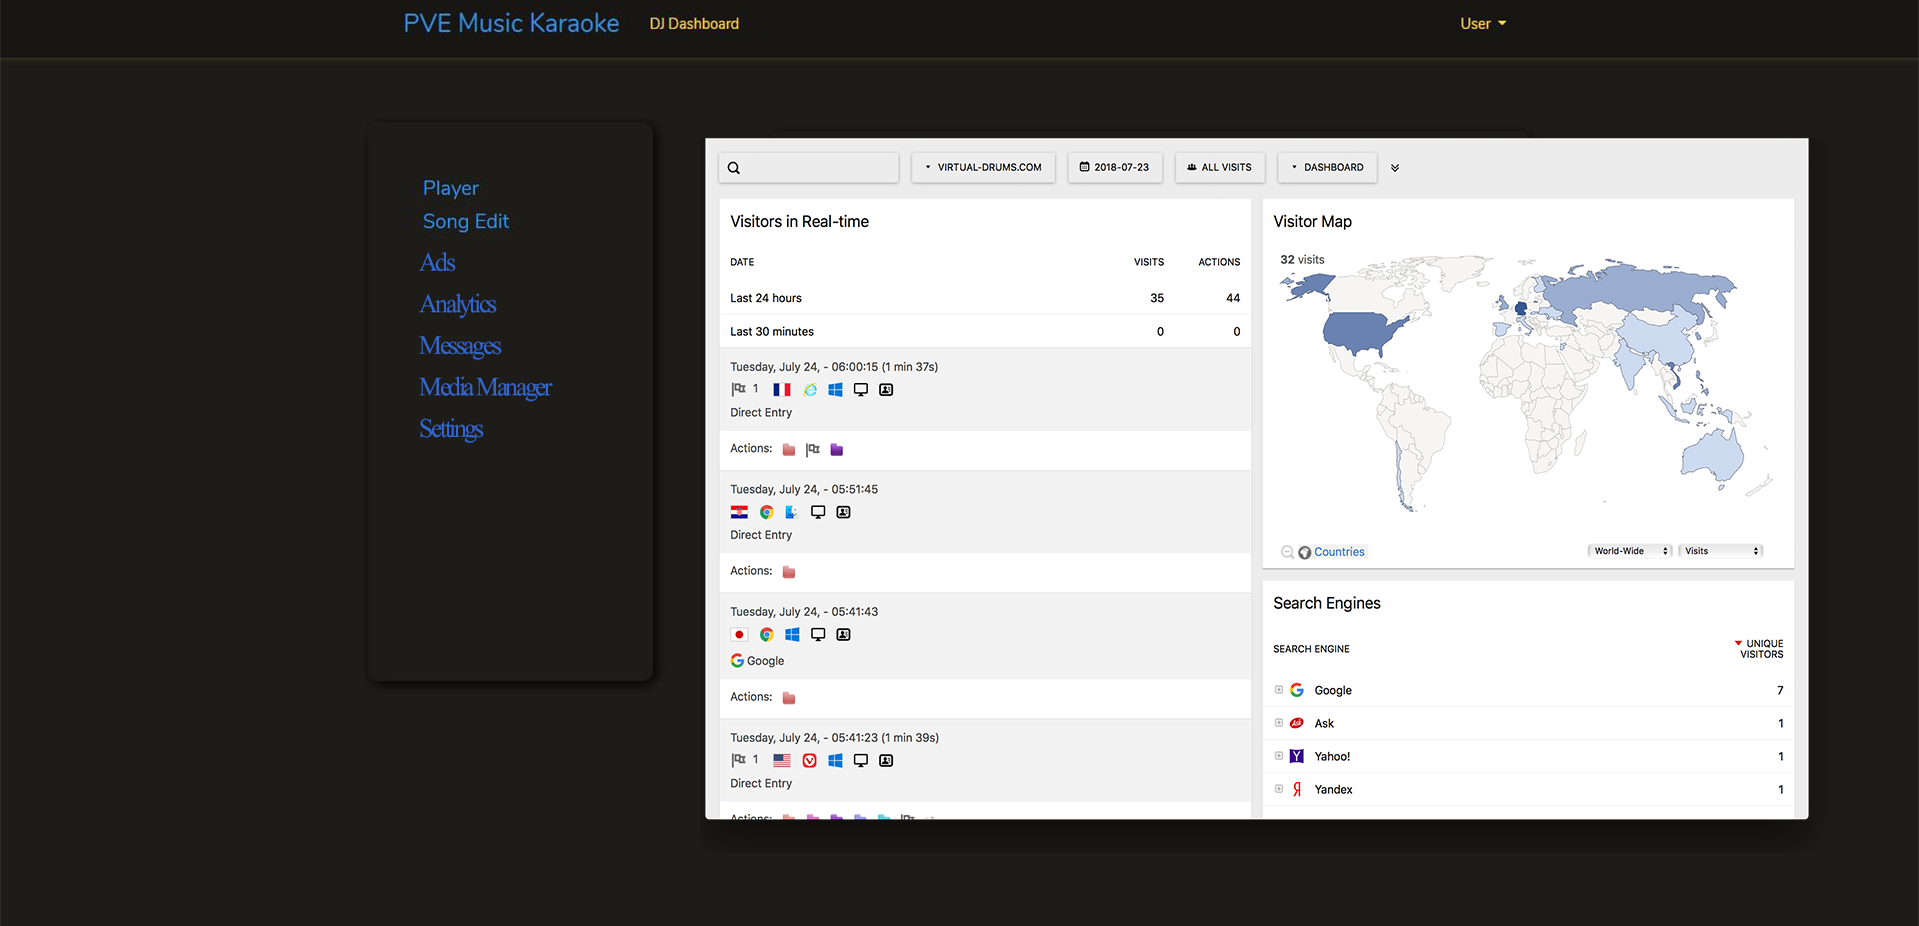 PVE Music Karaoke DJ Dashboard User
Player
Song Edit
Ads
Analytics
Messages
Media Manager
Settings
VIRTUAL-DRUMS.COM 2018-07-23 ALL VISITS DASHBOARD
Visitors in Real-time
DATE VISITS ACTIONS
Last 24 hours 35 44
Last 30 minutes 0 0
Tuesday, July 24, - 06:00:15 (1 min 37s)
1
Direct Entry
Actions:
Tuesday, July 24, - 05:51:45
Direct Entry
Actions:
Tuesday, July 24, - 05:41:43
Google
Actions:
Tuesday, July 24, - 05:41:23 (1 min 39s)
1
Direct Entry
Actions:
Visitor Map
32 visits
Countries World-Wide Visits
Search Engines
SEARCH ENGINE UNIQUE
VISITORS
Google 7
Ask 1
Yahoo! 1
Yandex 1